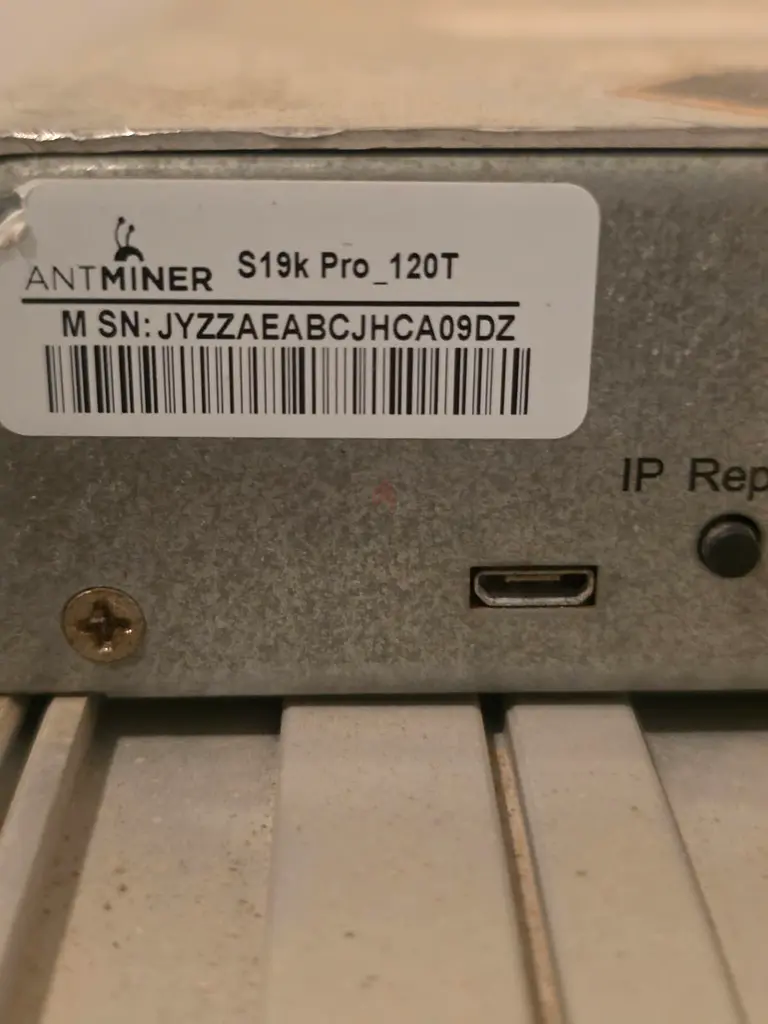 ANTMINER S19k Pro_120T
M SN: JYZZAEABCJHCA09DZ
IP Rep